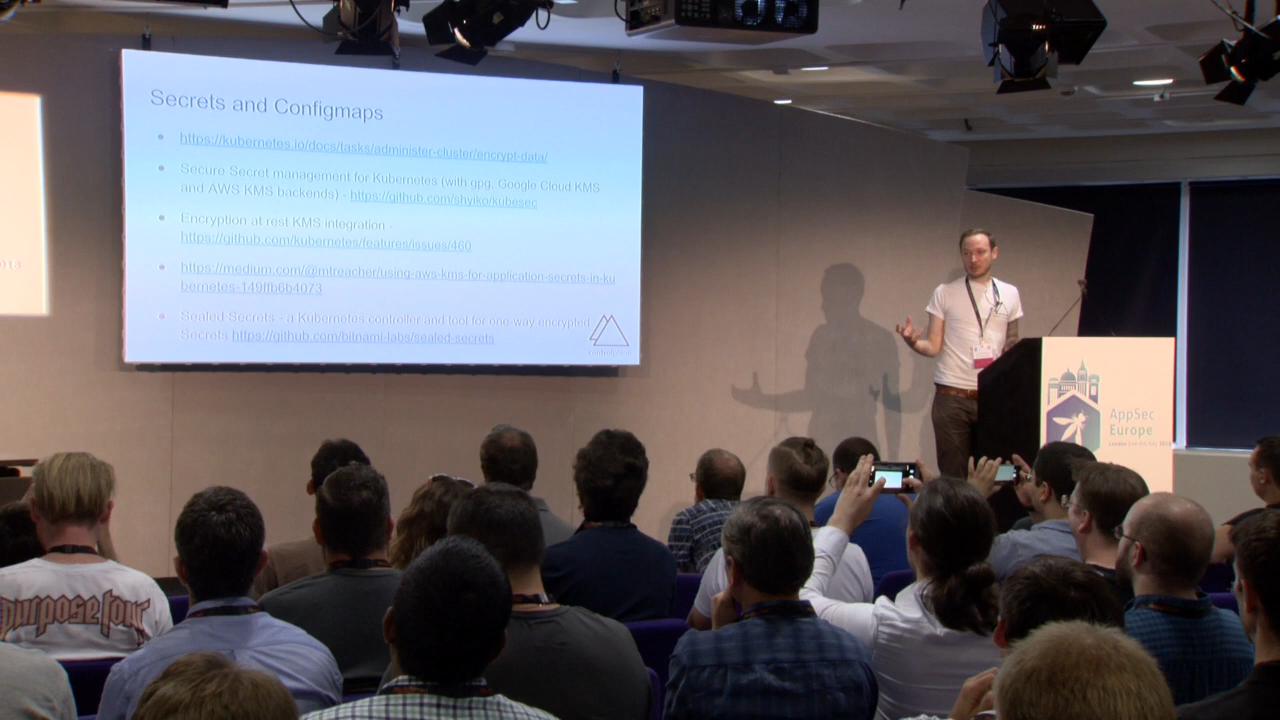 Secrets and Configmaps
https://kubernetes.io/docs/tasks/administer-cluster/encrypt-data/
Secure Secret management for Kubernetes (with gpg, Google Cloud KMS
and AWS KMS backends) - https://github.com/shyiko/kubesec
Encryption at rest KMS integration -
https://github.com/kubernetes/features/issues/460
https://medium.com/@mtreacher/using-aws-kms-for-application-secrets-in-ku
bernetes-149ffb6b4073
Sealed Secrets - a Kubernetes controller and tool for one-way encrypted
Secrets https://github.com/bitnami-labs/sealed-secrets
controlplane
AppSec
Europe
London
purpose tour